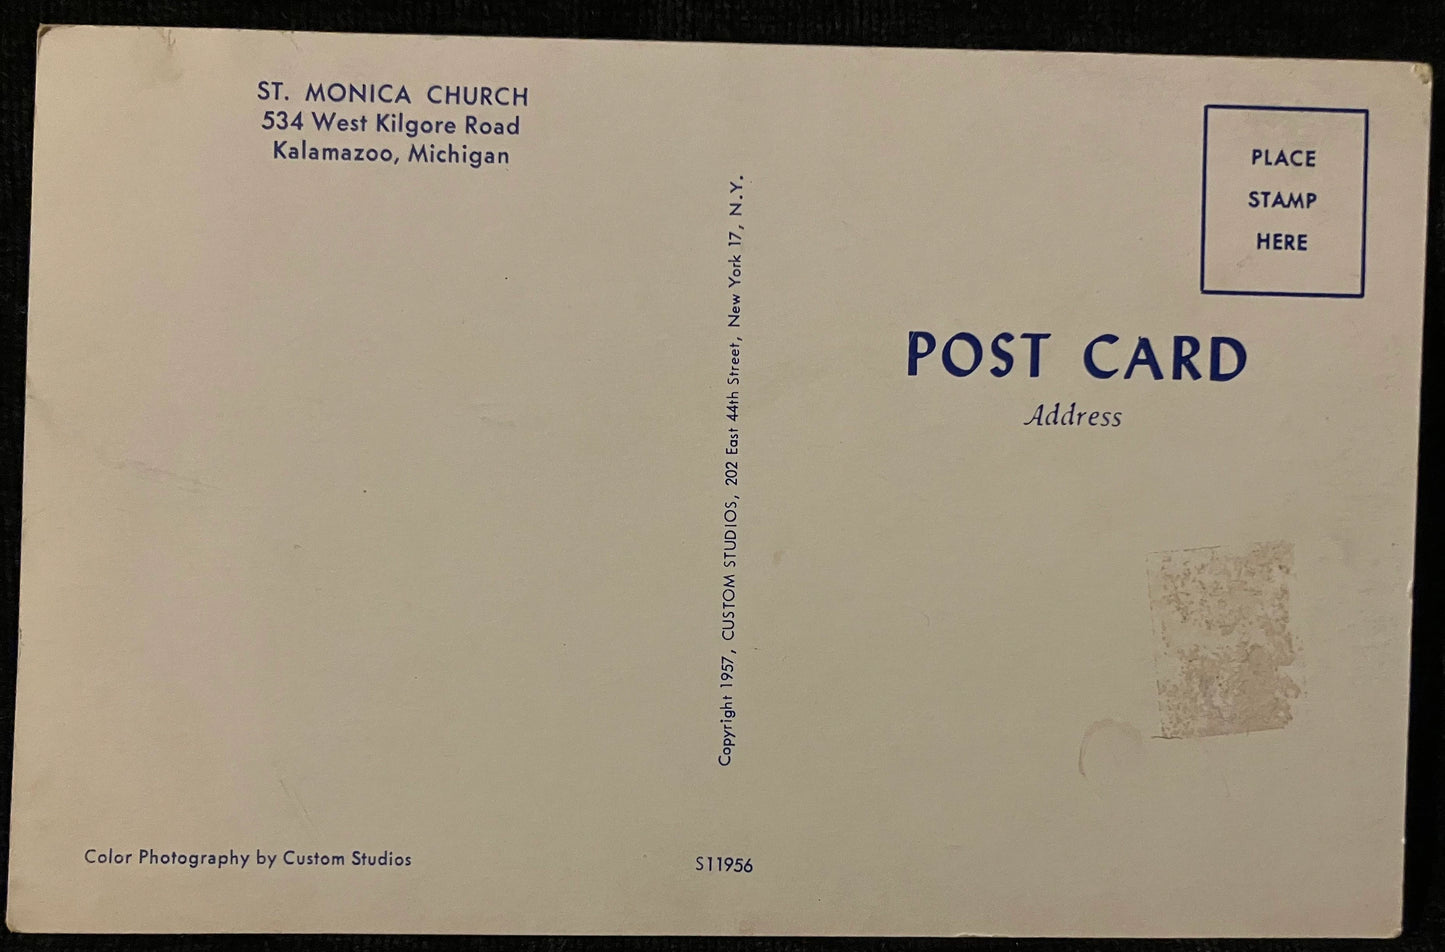 ST. MONICA CHURCH
534 West Kilgore Road
Kalamazoo, Michigan
Color Photography by Custom Studios
Copyright 1957, CUSTOM STUDIOS, 202 East 44th Street, New York 17, N.Y.
S11956
PLACE
STAMP
HERE
POST CARD
Address